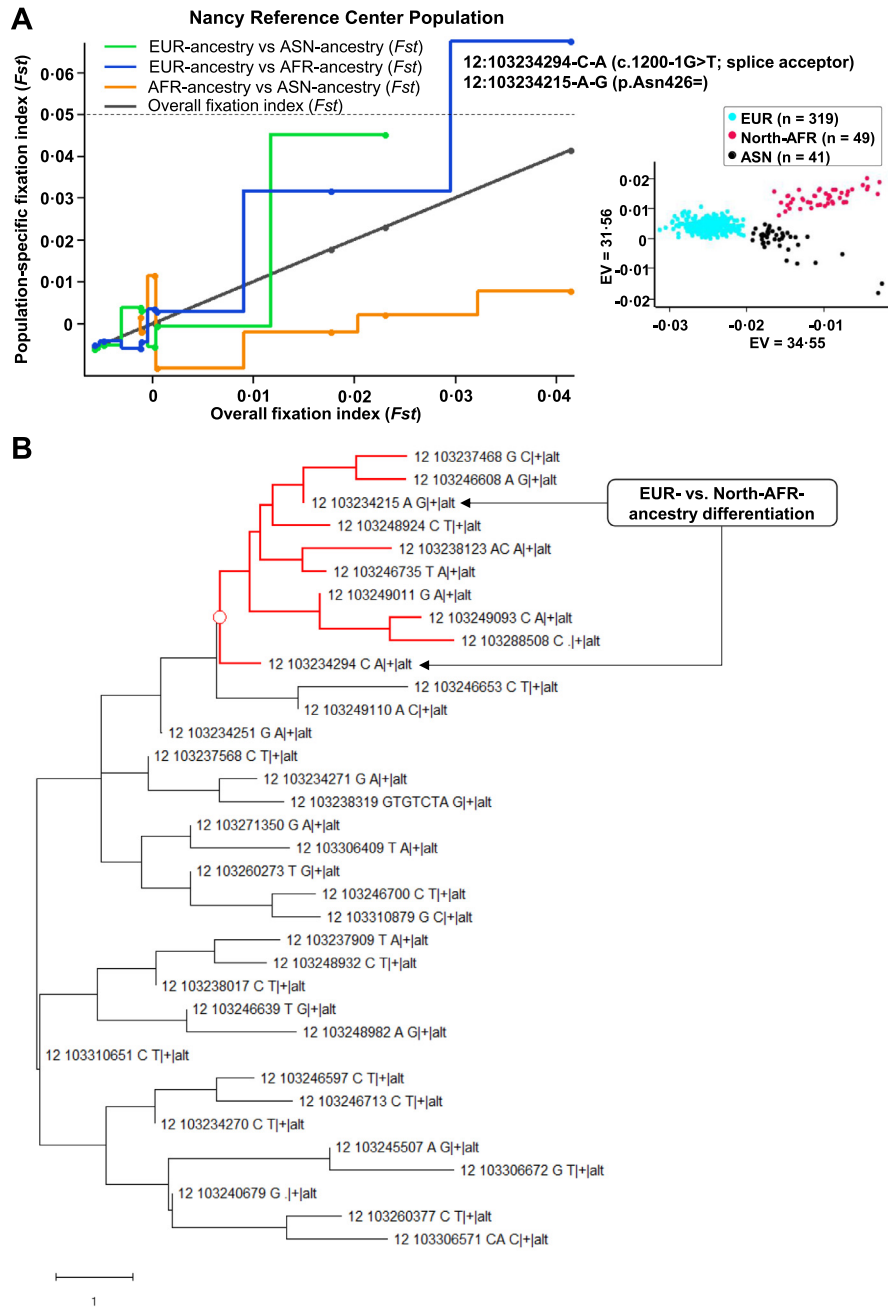 A
Nancy Reference Center Population
Population-specific fixation index (Fst)
0·06
0·05
0·04
0·03
0·02
0·01
0
EUR-ancestry vs ASN-ancestry (Fst)
EUR-ancestry vs AFR-ancestry (Fst)
AFR-ancestry vs ASN-ancestry (Fst)
Overall fixation index (Fst)
0
0·01
0·02
0·03
0·04
Overall fixation index (Fst)
12:103234294-C-A (c.1200-1G>T; splice acceptor)
12:103234215-A-G (p.Asn426=)
EUR (n = 319)
North-AFR (n = 49)
ASN (n = 41)
EV = 31·56
0·02
0·01
0
-0·01
-0·02
-0·03
-0·02
-0·01
EV = 34·55
B
12 103237468 G C|+|alt
12 103246608 A G|+|alt
12 103234215 A G|+|alt
12 103248924 C T|+|alt
12 103238123 AC A|+|alt
12 103246735 T A|+|alt
12 103249011 G A|+|alt
12 103249093 C A|+|alt
12 103288508 C .|+|alt
12 103234294 C A|+|alt
EUR- vs. North-AFR-
ancestry differentiation
12 103246653 C T|+|alt
12 103249110 A C|+|alt
12 103234251 G A|+|alt
12 103237568 C T|+|alt
12 103234271 G A|+|alt
12 103238319 GTGTCTA G|+|alt
12 103271350 G A|+|alt
12 103306409 T A|+|alt
12 103260273 T G|+|alt
12 103246700 C T|+|alt
12 103310879 G C|+|alt
12 103237909 T A|+|alt
12 103248932 C T|+|alt
12 103238017 C T|+|alt
12 103246639 T G|+|alt
12 103248982 A G|+|alt
12 103310651 C T|+|alt
12 103246597 C T|+|alt
12 103246713 C T|+|alt
12 103234270 C T|+|alt
12 103245507 A G|+|alt
12 103306672 G T|+|alt
12 103240679 G .|+|alt
12 103260377 C T|+|alt
12 103306571 CA C|+|alt
1